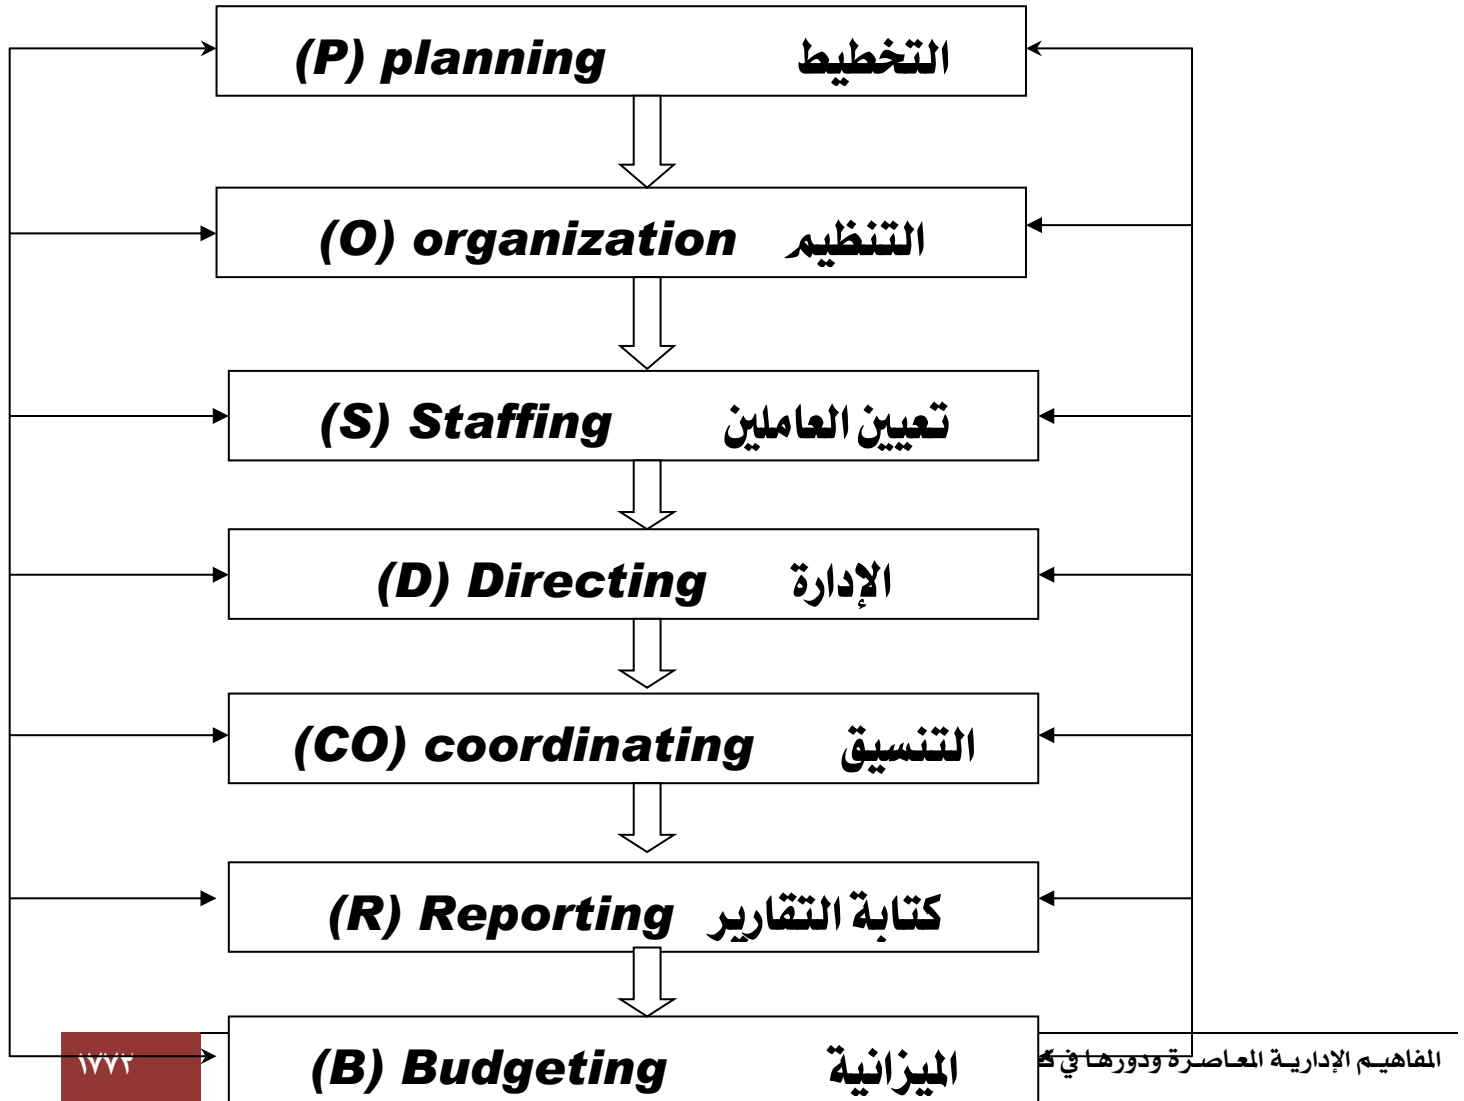 (P) planning التخطيط
(O) organization التنظيم
(S) Staffing تعيين العاملين
(D) Directing الإدارة
(CO) coordinating التنسيق
(R) Reporting كتابة التقارير
(B) Budgeting الميزانية
المفاهيم الإدارية المعاصرة ودورها في
١٧٧٢